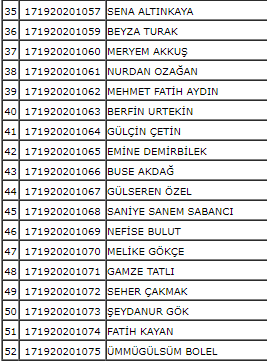 35 171920201057 SENA ALTINKAYA
36 171920201059 BEYZA TURAK
37 171920201060 MERYEM AKKUŞ
38 171920201061 NURDAN OZAĞAN
39 171920201062 MEHMET FATİH AYDIN
40 171920201063 BERFİN URTEKİN
41 171920201064 GÜLÇİN ÇETİN
42 171920201065 EMİNE DEMİRBİLEK
43 171920201066 BUSE AKDAĞ
44 171920201067 GÜLSEREN ÖZEL
45 171920201068 SANİYE SANEM SABANCI
46 171920201069 NEFİSE BULUT
47 171920201070 MELİKE GÖKÇE
48 171920201071 GAMZE TATLI
49 171920201072 SEHER ÇAKMAK
50 171920201073 ŞEYDANUR GÖK
51 171920201074 FATİH KAYAN
52 171920201075 ÜMMÜGÜLSÜM BOLEL